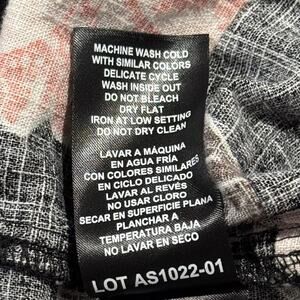 MACHINE WASH COLD
WITH SIMILAR COLORS
DELICATE CYCLE
WASH INSIDE OUT
DO NOT BLEACH
DRY FLAT
IRON AT LOW SETTING
DO NOT DRY CLEAN
LAVAR A MÁQUINA
EN AGUA FRÍA
CON COLORES SIMILARES
EN CICLO DELICADO
LAVAR AL REVÉS
NO USAR CLORO
SECAR EN SUPERFICIE PLANA
PLANCHAR A
TEMPERATURA BAJA
NO LAVAR EN SECO
LOT AS1022-01